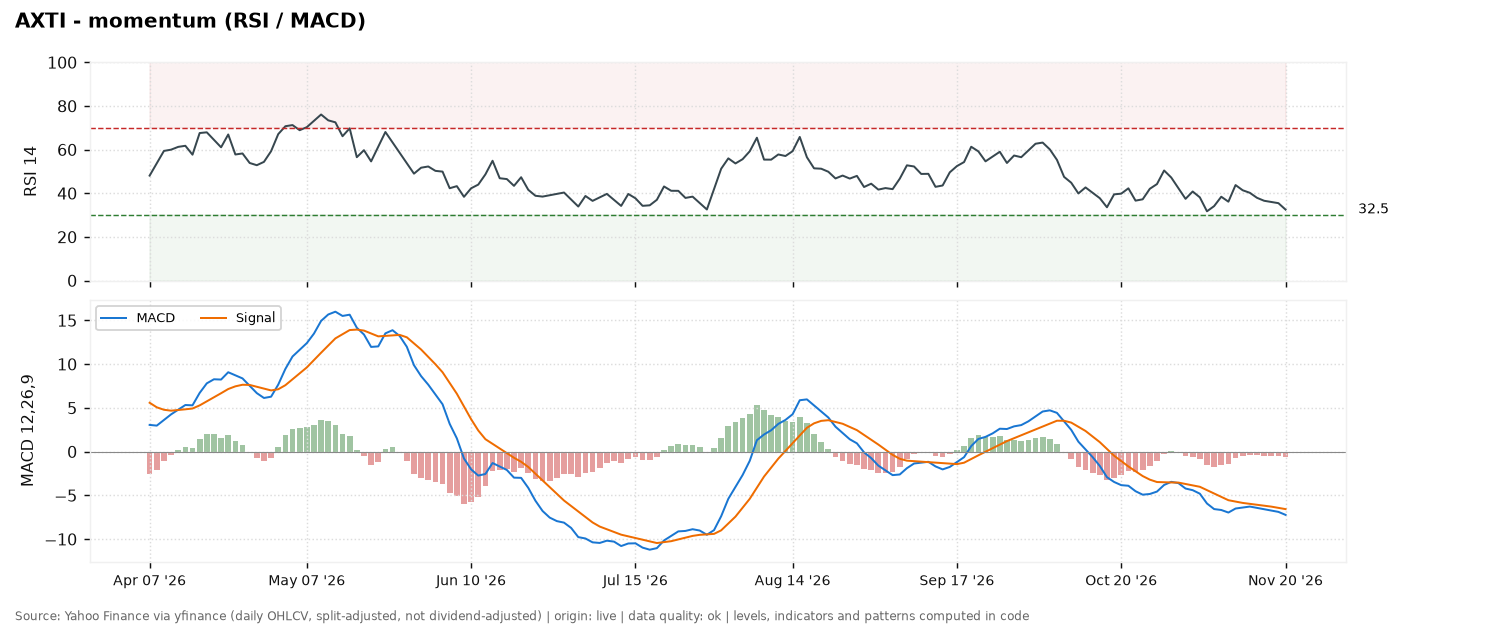 AXTI - momentum (RSI / MACD)
100
80
60
40
20
0
RSI 14
32.5
MACD
Signal
15
10
5
0
−5
−10
MACD 12,26,9
Apr 07 '26
May 07 '26
Jun 10 '26
Jul 15 '26
Aug 14 '26
Sep 17 '26
Oct 20 '26
Nov 20 '26
Source: Yahoo Finance via yfinance (daily OHLCV, split-adjusted, not dividend-adjusted) | origin: live | data quality: ok | levels, indicators and patterns computed in code